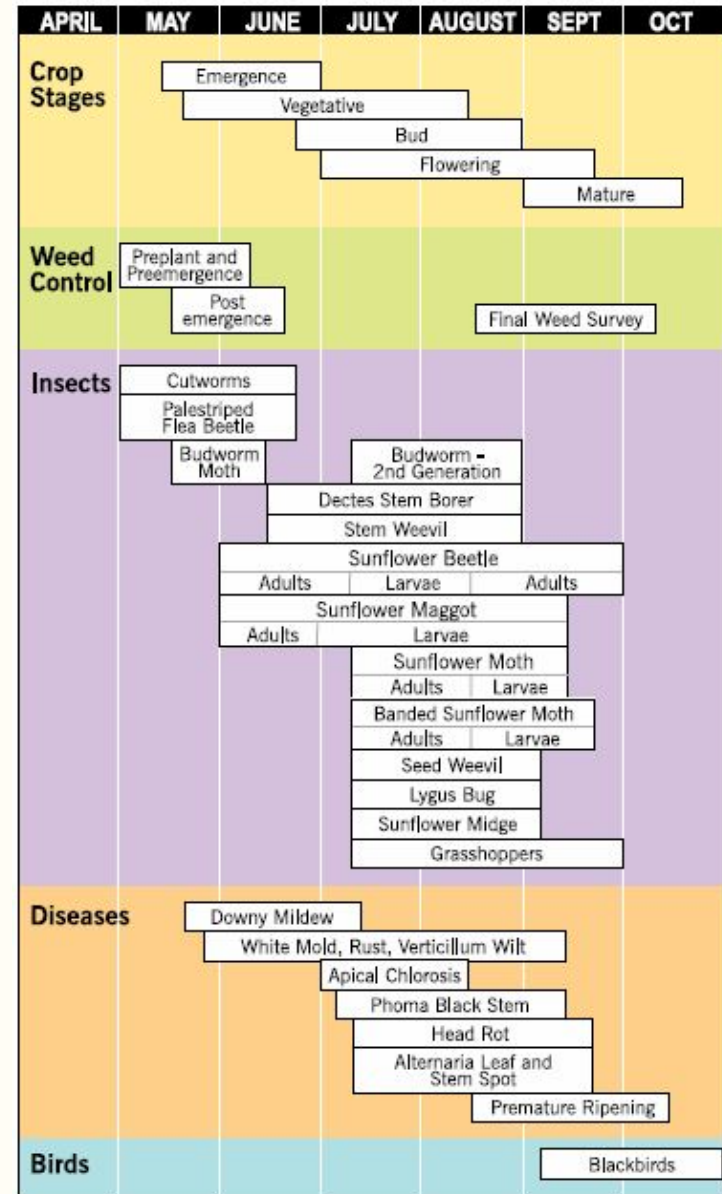 APRIL MAY JUNE JULY AUGUST SEPT OCT
Crop
Stages
Emergence
Vegetative
Bud
Flowering
Mature
Weed
Control
Preplant and
Preemergence
Post
emergence
Final Weed Survey
Insects
Cutworms
Palestriped
Flea Beetle
Budworm
Moth
Budworm -
2nd Generation
Dectes Stem Borer
Stem Weevil
Sunflower Beetle
Adults Larvae Adults
Sunflower Maggot
Adults Larvae
Sunflower Moth
Adults Larvae
Banded Sunflower Moth
Adults Larvae
Seed Weevil
Lygus Bug
Sunflower Midge
Grasshoppers
Diseases
Downy Mildew
White Mold, Rust, Verticillum Wilt
Apical Chlorosis
Phoma Black Stem
Head Rot
Alternaria Leaf and
Stem Spot
Premature Ripening
Birds
Blackbirds